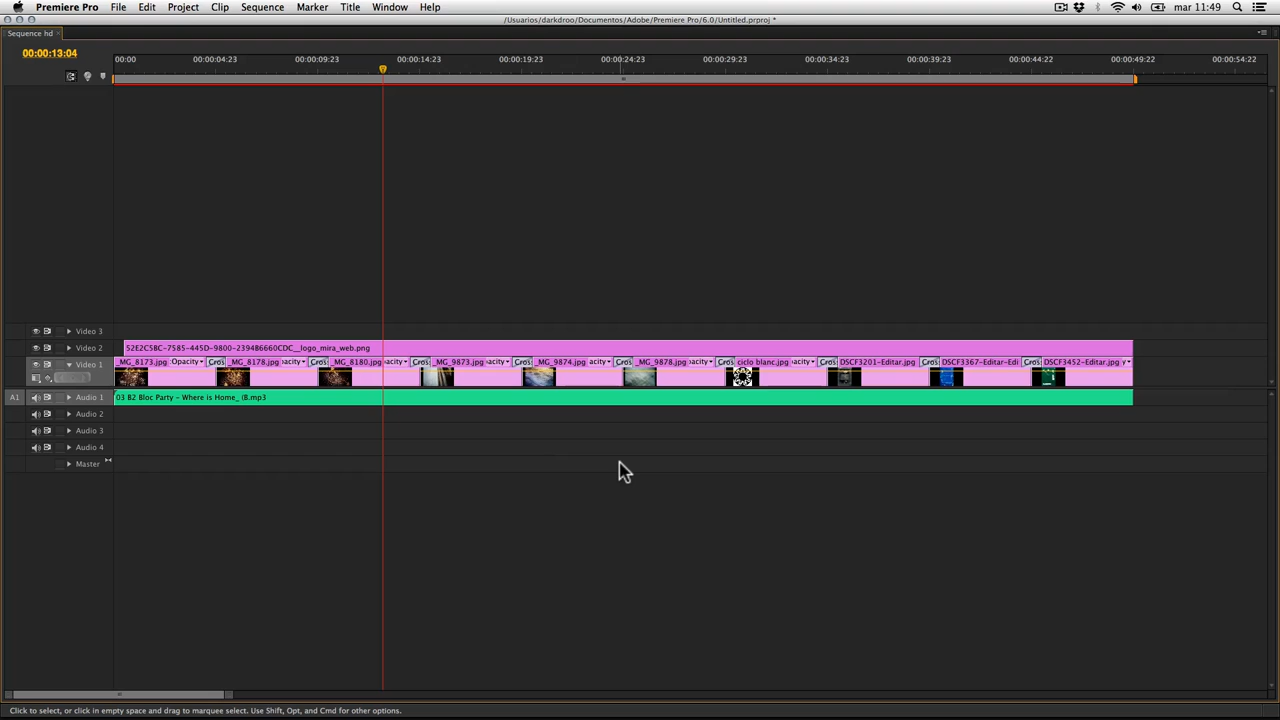 Premiere Pro File Edit Project Clip Sequence Marker Title Window Help mar 11:49
/Usuarios/darkdroo/Documentos/Adobe/Premiere Pro/6.0/Untitled.prproj *
Sequence hd ×
00:00:13:04
00:00 00:00:04:23 00:00:09:23 00:00:14:23 00:00:19:23 00:00:24:23 00:00:29:23 00:00:34:23 00:00:39:23 00:00:44:22 00:00:49:22 00:00:54:22
Video 3
Video 2 52E2C5BC-7585-445D-9800-2394B6660CDC__logo_mira_web.png
Video 1 _MG_8173.jpg Opacity Cros _MG_8178.jpg acity Cros _MG_8180.jpg acity Cros _MG_9873.jpg acity Cros _MG_9874.jpg acity Cros _MG_9878.jpg acity Cros ciclo blanc.jpg acity Cros DSCF3201-Editar.jpg Cros DSCF3367-Editar-Edi Cros DSCF3452-Editar.jpg y
A1 Audio 1 03 B2 Bloc Party - Where is Home_ (B.mp3
Audio 2
Audio 3
Audio 4
Master
Click to select, or click in empty space and drag to marquee select. Use Shift, Opt, and Cmd for other options.